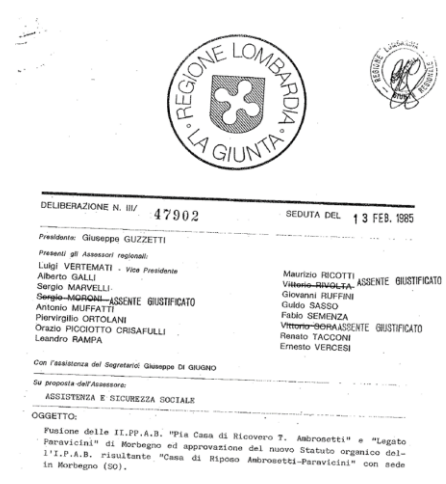 REGIONE LOMBARDIA
LA GIUNTA
DELIBERAZIONE N. III/ 47902 SEDUTA DEL 13 FEB. 1985
Presidente: Giuseppe GUZZETTI
Presenti gli Assessori regionali:
Luigi VERTEMATI - Vice Presidente
Alberto GALLI
Sergio MARVELLI
Sergio MORONI ASSENTE GIUSTIFICATO
Antonio MUFFATTI
Piervirgilio ORTOLANI
Orazio PICCIOTTO CRISAFULLI
Leandro RAMPA
Maurizio RICOTTI
Vittorio RIVOLTA ASSENTE GIUSTIFICATO
Giovanni RUFFINI
Guido SASSO
Fabio SEMENZA
Vittorio SORA ASSENTE GIUSTIFICATO
Renato TACCONI
Ernesto VERCESI
Con l'assistenza del Segretario: Giuseppe DI GIUGNO
Su proposta dell'Assessore:
ASSISTENZA E SICUREZZA SOCIALE
OGGETTO:
Fusione delle II.PP.A.B. "Pia Casa di Ricovero T. Ambrosetti" e "Legato
Paravicini" di Morbegno ed approvazione del nuovo Statuto organico del-
l'I.P.A.B. risultante "Casa di Riposo Ambrosetti-Paravicini" con sede
in Morbegno (SO).